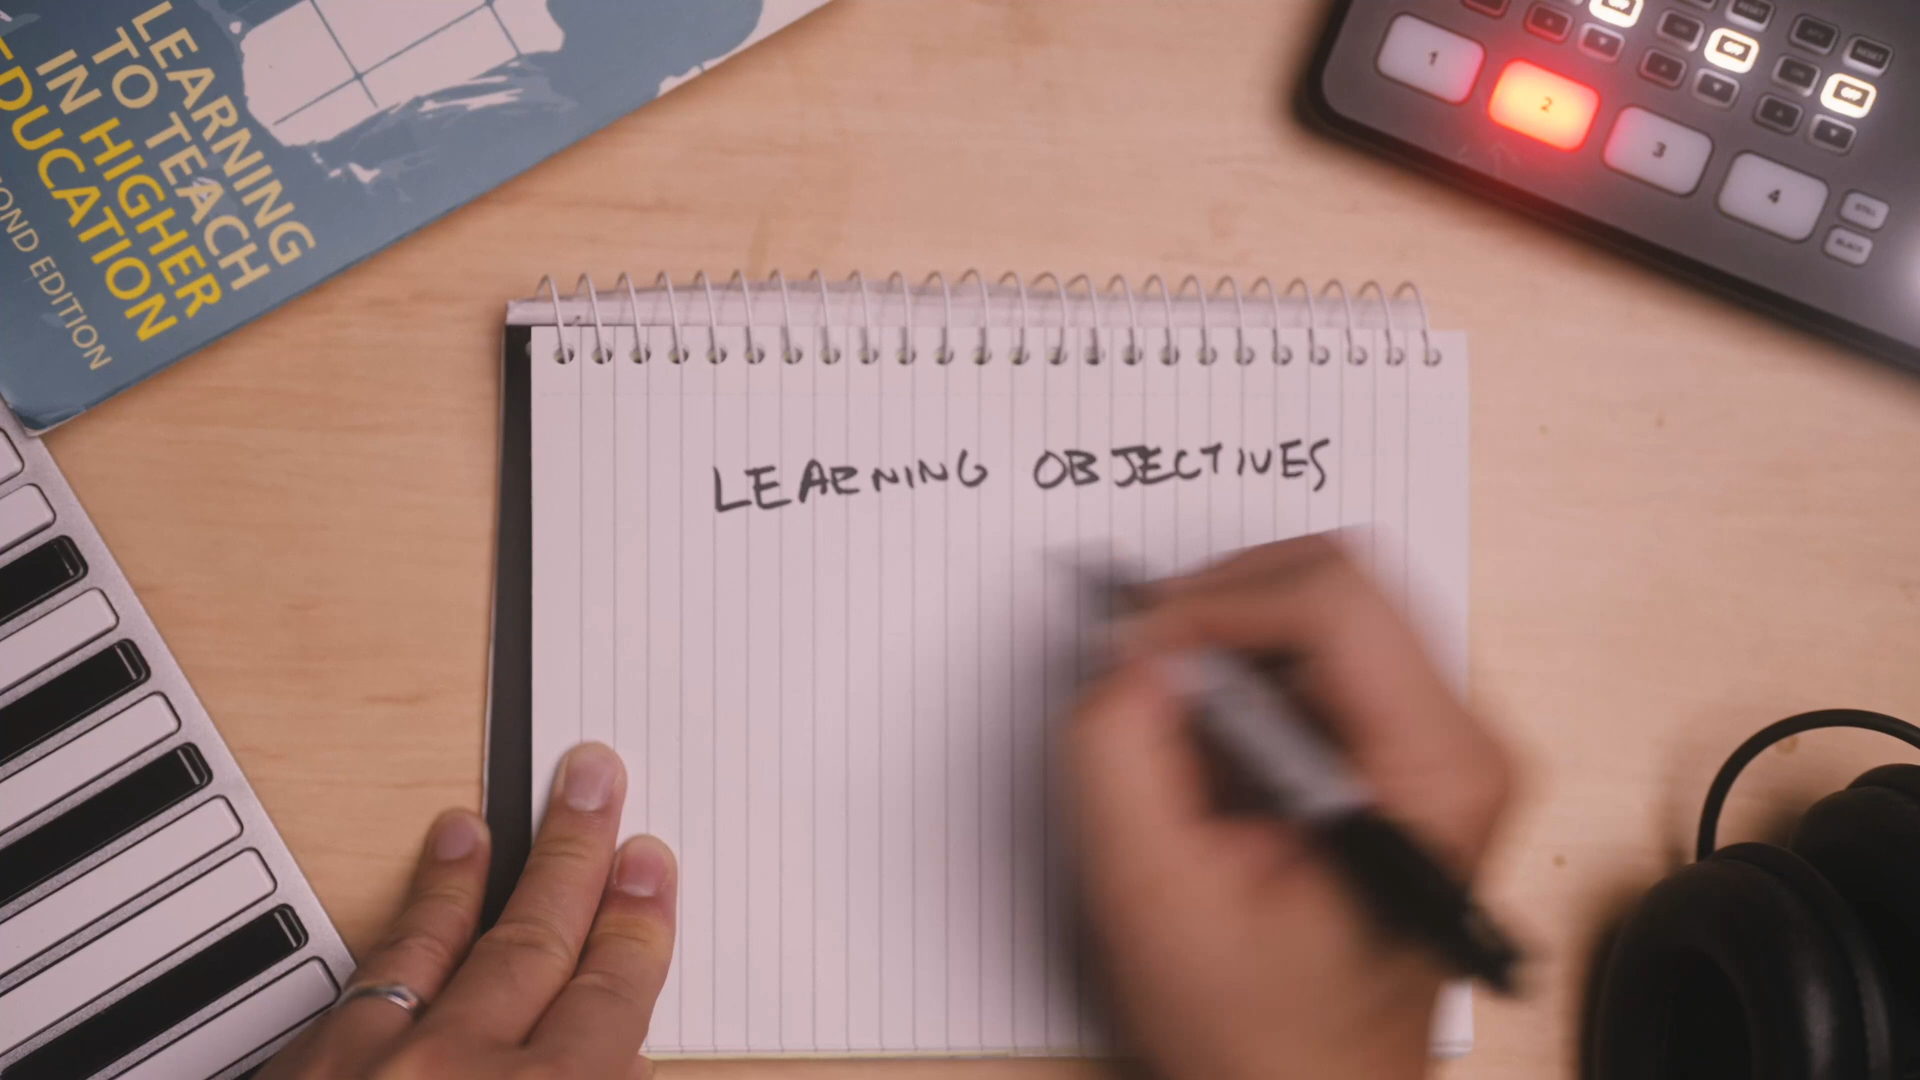 LEARNING
TO TEACH
IN HIGHER
EDUCATION
OND EDITION
LEARNING OBJECTIVES
1
2
3
4